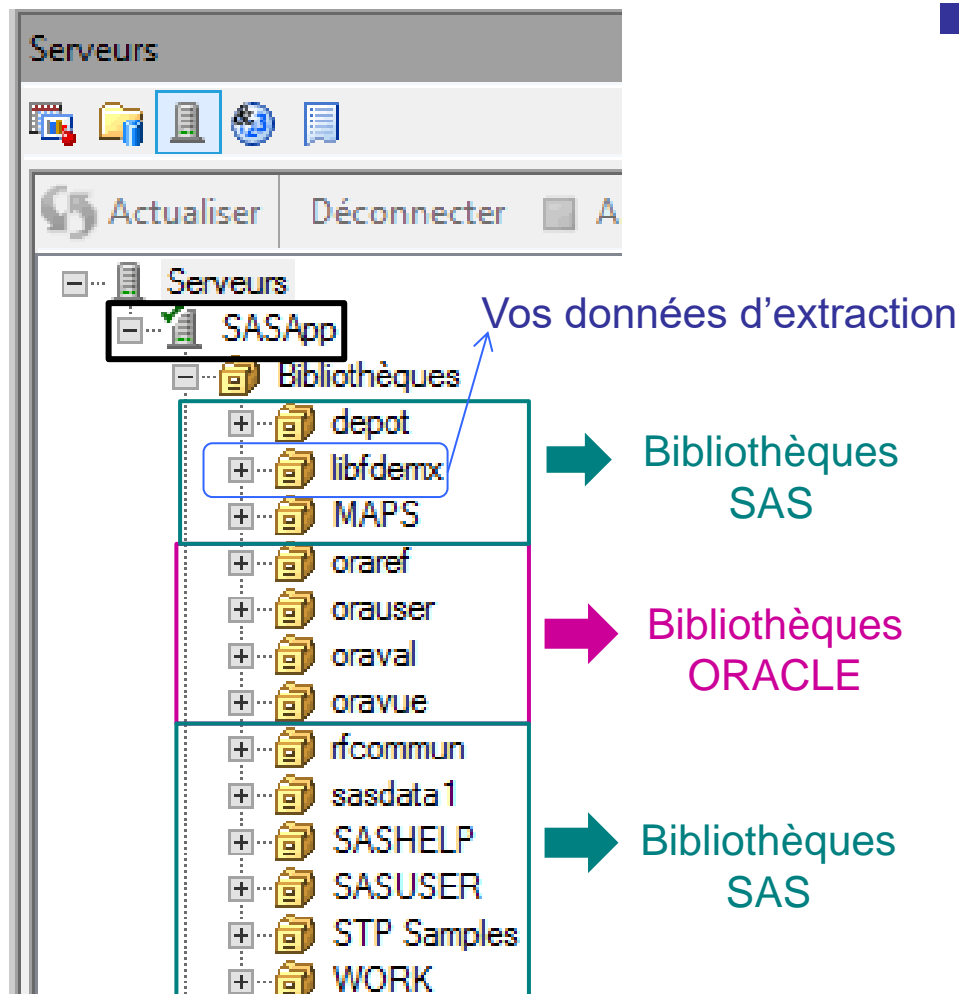 Serveurs
Actualiser Déconnecter A
Serveurs
SASApp
Vos données d'extraction
Bibliothèques
depot
libfdemx
MAPS
Bibliothèques
SAS
oraref
orauser
oraval
oravue
Bibliothèques
ORACLE
rfcommun
sasdata1
SASHELP
SASUSER
STP Samples
WORK
Bibliothèques
SAS